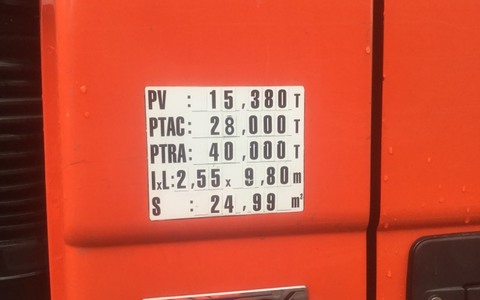 PV : 15,380 T
PTAC : 28,000 T
PTRA : 40,000 T
lxL:2,55 x 9,80 m
S : 24,99 m²